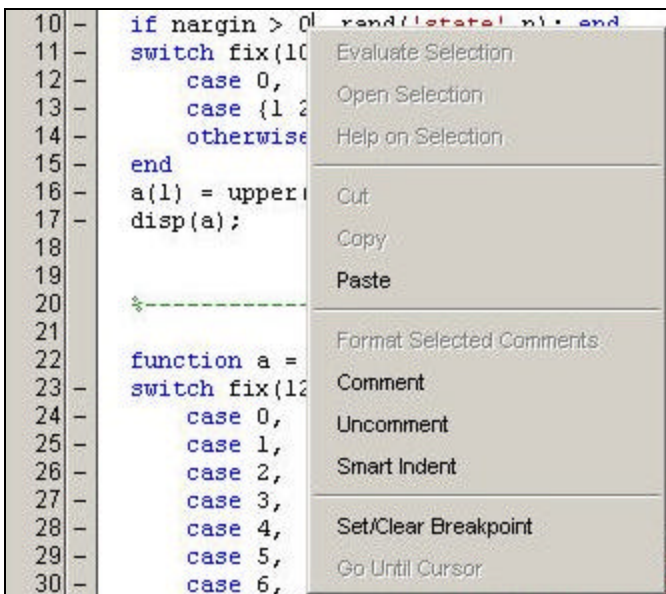 10 - if nargin > 0, rand('state',n); end
11 - switch fix(10
12 - case 0,
13 - case {1 2
14 - otherwise
15 - end
16 - a(1) = upper(
17 - disp(a);
18
19
20 %-------------
21
22 function a =
23 - switch fix(12
24 - case 0,
25 - case 1,
26 - case 2,
27 - case 3,
28 - case 4,
29 - case 5,
30 - case 6,
Evaluate Selection
Open Selection
Help on Selection
Cut
Copy
Paste
Format Selected Comments
Comment
Uncomment
Smart Indent
Set/Clear Breakpoint
Go Until Cursor